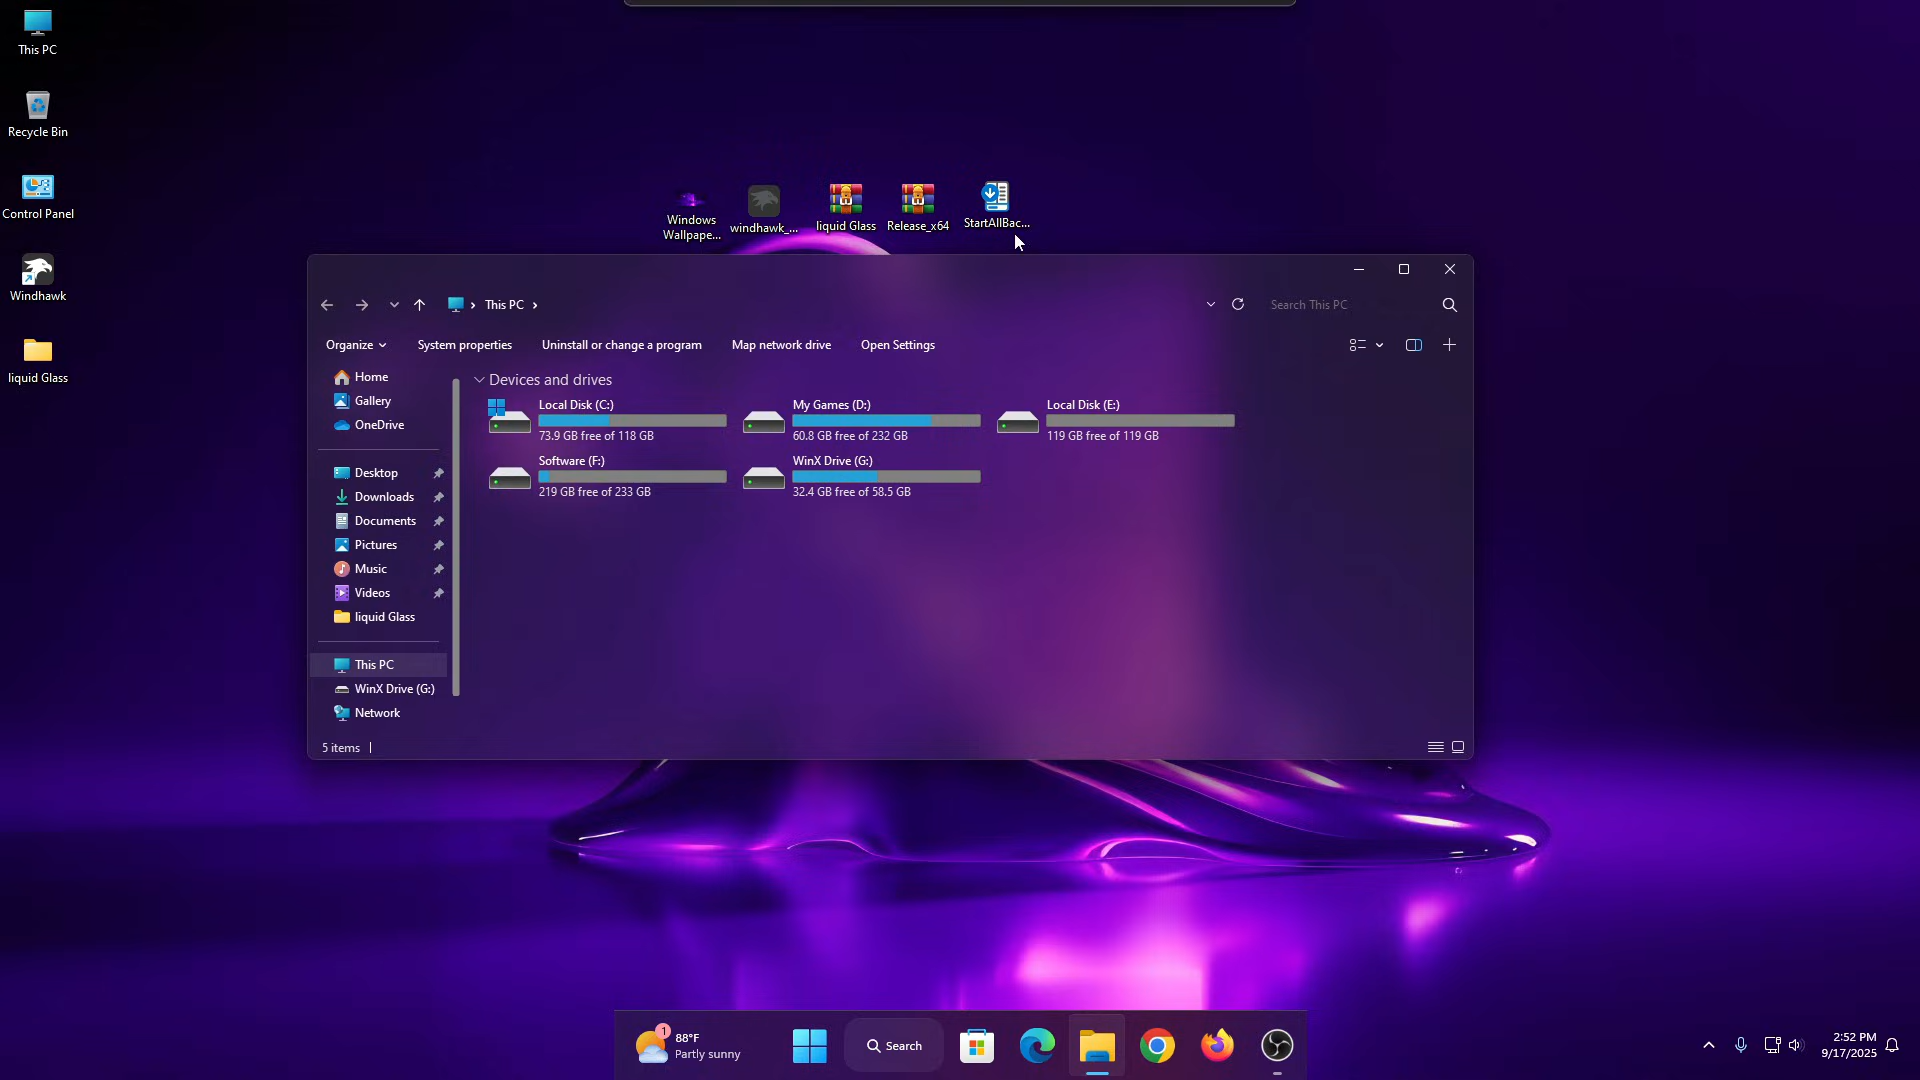 This PC
Recycle Bin
Control Panel
Windhawk
liquid Glass
Windows
Wallpape...
windhawk_...
liquid Glass
Release_x64
StartAllBac...
This PC
Search This PC
Organize
System properties
Uninstall or change a program
Map network drive
Open Settings
Home
Gallery
OneDrive
Desktop
Downloads
Documents
Pictures
Music
Videos
liquid Glass
This PC
WinX Drive (G:)
Network
Devices and drives
Local Disk (C:)
73.9 GB free of 118 GB
My Games (D:)
60.8 GB free of 232 GB
Local Disk (E:)
119 GB free of 119 GB
Software (F:)
219 GB free of 233 GB
WinX Drive (G:)
32.4 GB free of 58.5 GB
5 items
1
88°F
Partly sunny
Search
2:52 PM
9/17/2025